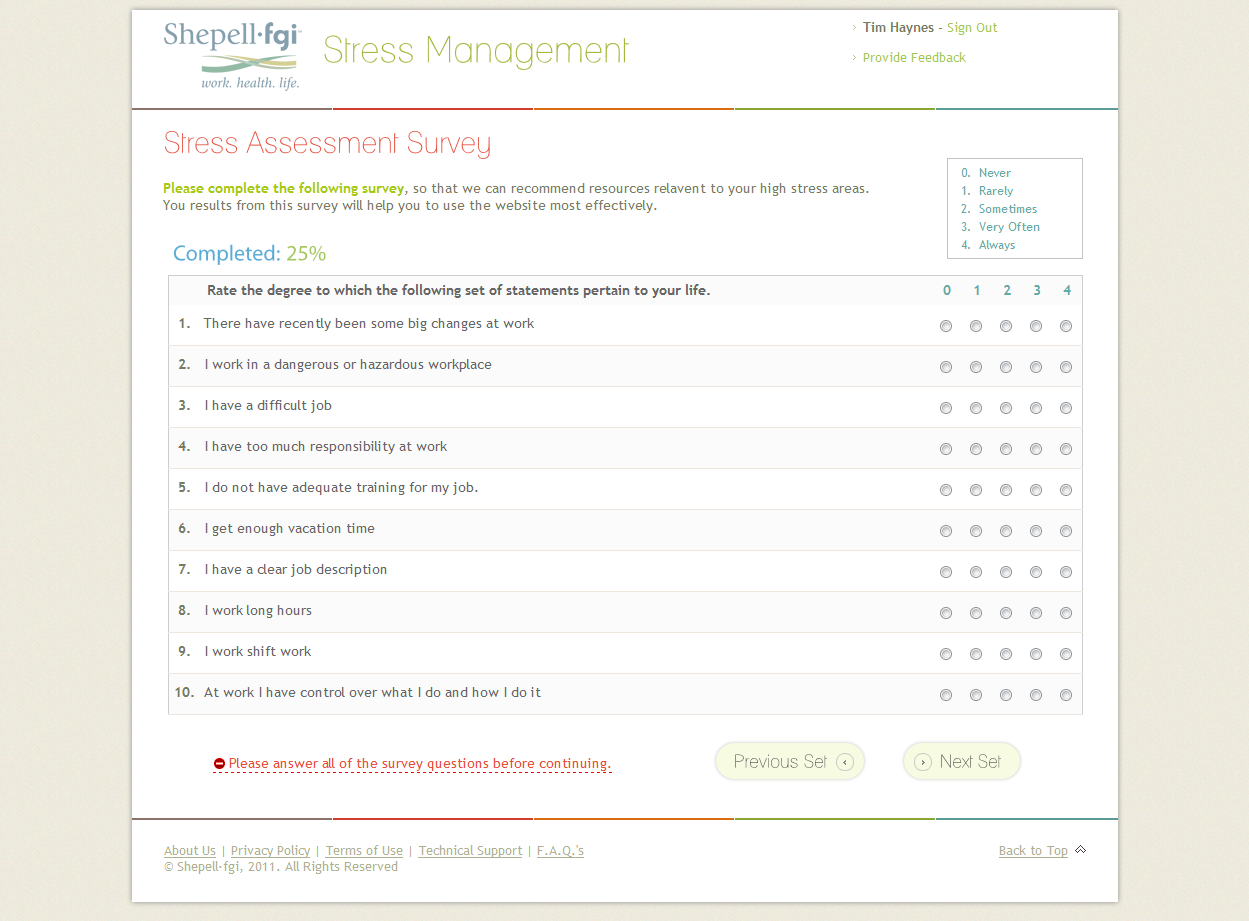 Shepell·fgi™
work. health. life.
Stress Management
Tim Haynes - Sign Out
Provide Feedback
Stress Assessment Survey
Please complete the following survey, so that we can recommend resources relavent to your high stress areas.
You results from this survey will help you to use the website most effectively.
0. Never
1. Rarely
2. Sometimes
3. Very Often
4. Always
Completed: 25%
Rate the degree to which the following set of statements pertain to your life. 0 1 2 3 4
1. There have recently been some big changes at work
2. I work in a dangerous or hazardous workplace
3. I have a difficult job
4. I have too much responsibility at work
5. I do not have adequate training for my job.
6. I get enough vacation time
7. I have a clear job description
8. I work long hours
9. I work shift work
10. At work I have control over what I do and how I do it
Please answer all of the survey questions before continuing.
Previous Set
Next Set
About Us | Privacy Policy | Terms of Use | Technical Support | F.A.Q.'s
Back to Top
© Shepell·fgi, 2011. All Rights Reserved